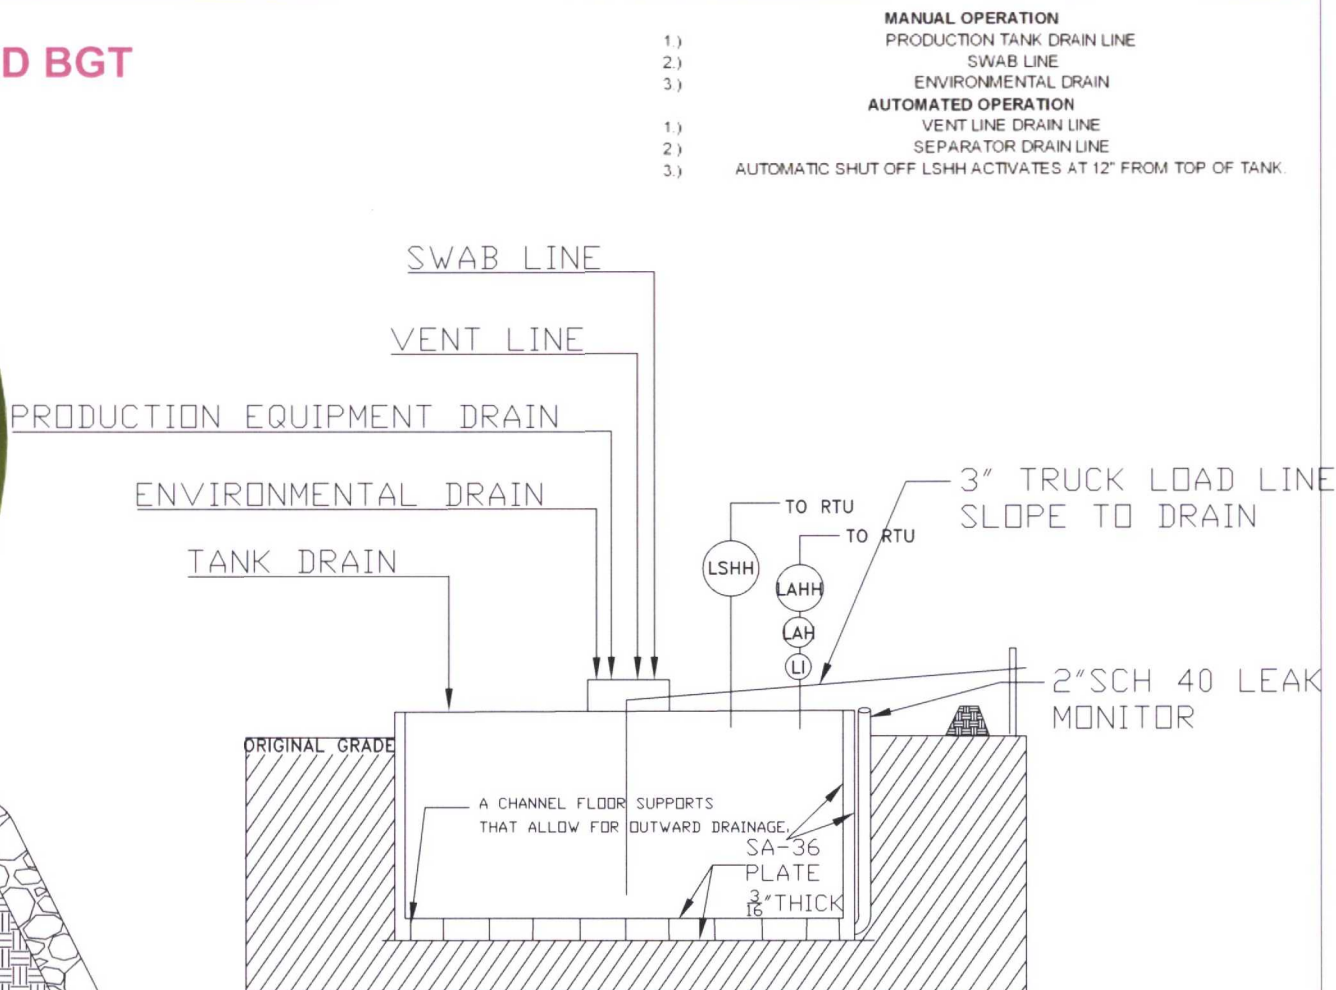 D BGT
MANUAL OPERATION
1.) PRODUCTION TANK DRAIN LINE
2.) SWAB LINE
3.) ENVIRONMENTAL DRAIN
AUTOMATED OPERATION
1.) VENT LINE DRAIN LINE
2.) SEPARATOR DRAIN LINE
3.) AUTOMATIC SHUT OFF LSHH ACTIVATES AT 12" FROM TOP OF TANK.
SWAB LINE
VENT LINE
PRODUCTION EQUIPMENT DRAIN
ENVIRONMENTAL DRAIN
TANK DRAIN
3" TRUCK LOAD LINE
SLOPE TO DRAIN
TO RTU
TO RTU
LSHH
LAHH
LAH
LI
2"SCH 40 LEAK
MONITOR
ORIGINAL GRADE
A CHANNEL FLOOR SUPPORTS
THAT ALLOW FOR OUTWARD DRAINAGE.
SA-36
PLATE
3/16"THICK